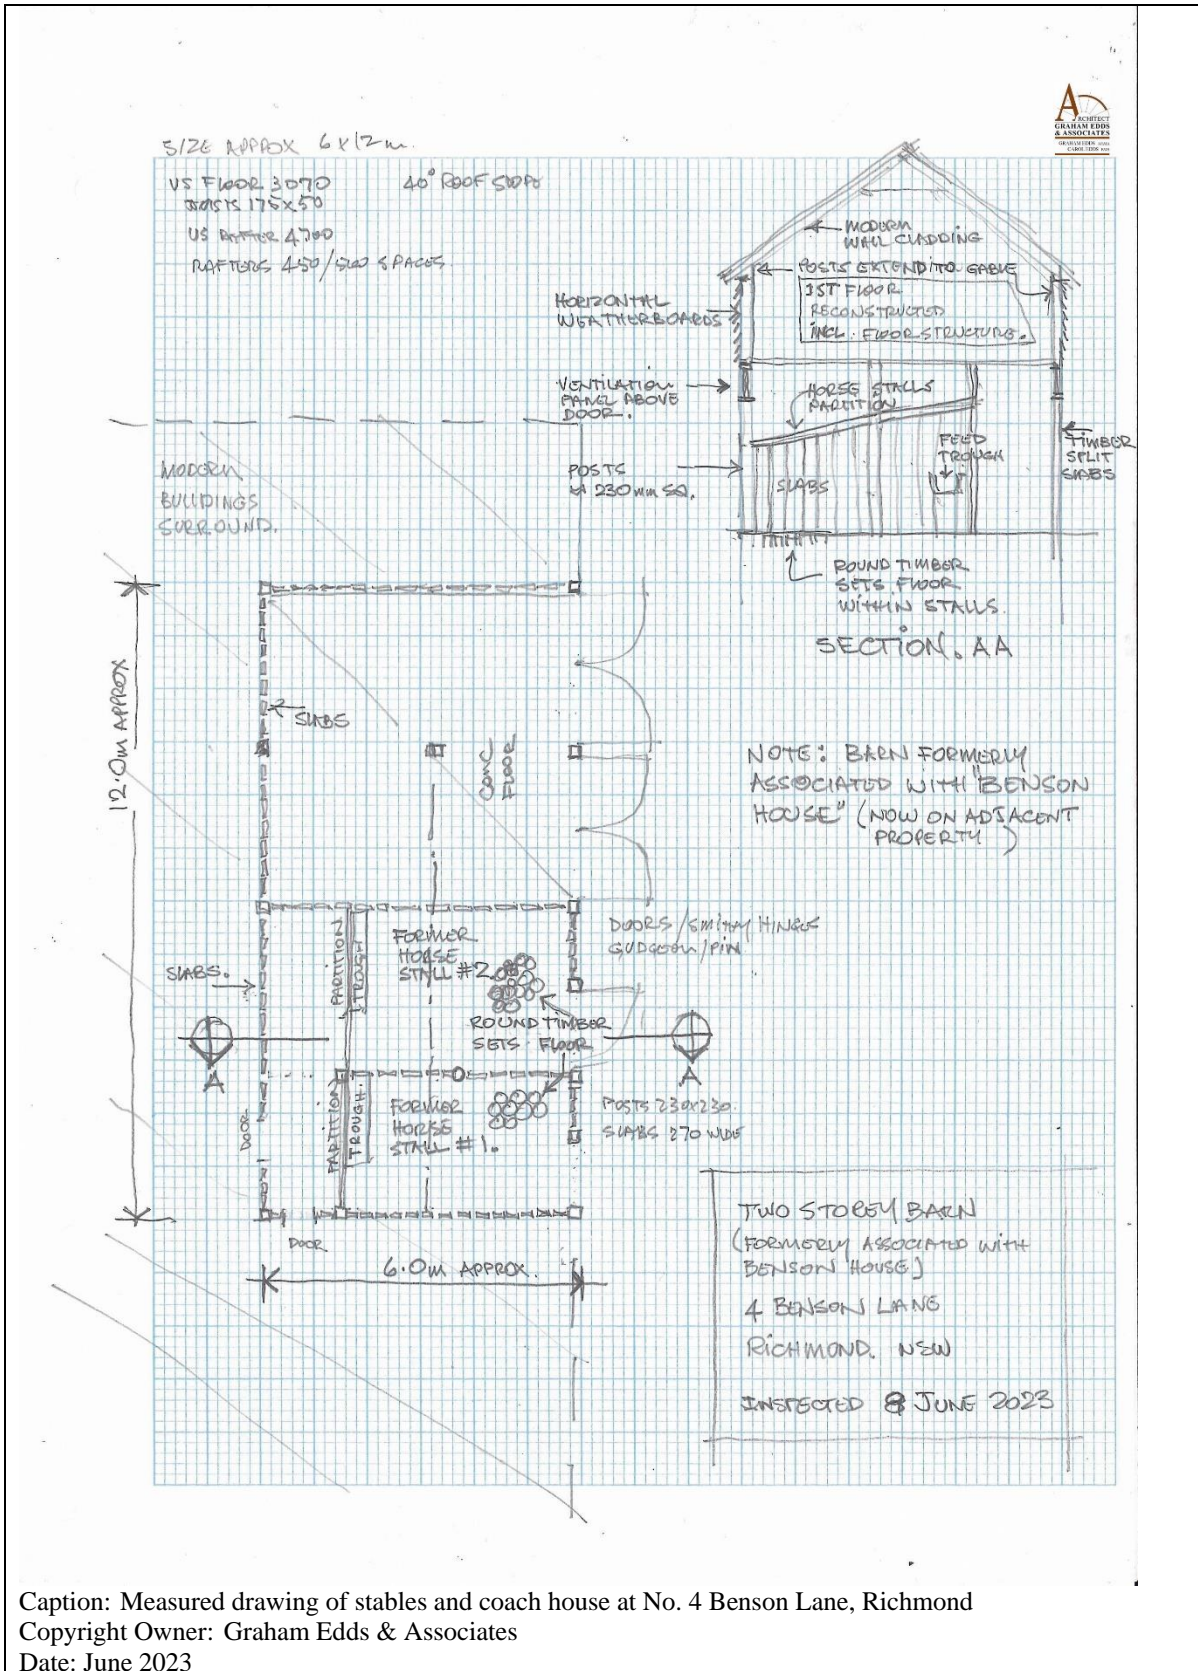 ARCHITECT
GRAHAM EDDS
& ASSOCIATES
SIZE APPROX 6 x 12 m.
US FLOOR 3070
JOISTS 175x50
US RAFTER 4700
RAFTERS 450/500 SPACES.
40° ROOF SLOPE
MODERN
WALL CLADDING
POSTS EXTEND TO GABLE
1ST FLOOR
RECONSTRUCTED
INCL. FLOOR STRUCTURE.
HORIZONTAL
WEATHERBOARDS
VENTILATION
PANEL ABOVE
DOOR.
HORSE STALLS
PARTITION
FEED
TROUGH
TIMBER
SPLIT
SLABS
POSTS
230mm SQ.
SLABS
ROUND TIMBER
SETS FLOOR
WITHIN STALLS.
SECTION. AA
MODERN
BUILDINGS
SURROUND.
12.0m APPROX
SLABS
CONC
FLOOR
NOTE: BARN FORMERLY
ASSOCIATED WITH "BENSON
HOUSE" (NOW ON ADJACENT
PROPERTY)
DOORS/SMITHY HINGES
GUDGEON/PIN
SLABS.
PARTITION
TROUGH
FORMER
HORSE
STALL #2.
ROUND TIMBER
SETS FLOOR
A
A
DOOR
PARTITION
TROUGH.
FORMER
HORSE
STALL #1.
POSTS 230x230.
SLABS 270 WIDE
DOOR
6.0m APPROX.
TWO STOREY BARN
(FORMERLY ASSOCIATED WITH
BENSON HOUSE)
4 BENSON LANE
RICHMOND. NSW
INSPECTED 8 JUNE 2023
Caption: Measured drawing of stables and coach house at No. 4 Benson Lane, Richmond
Copyright Owner: Graham Edds & Associates
Date: June 2023